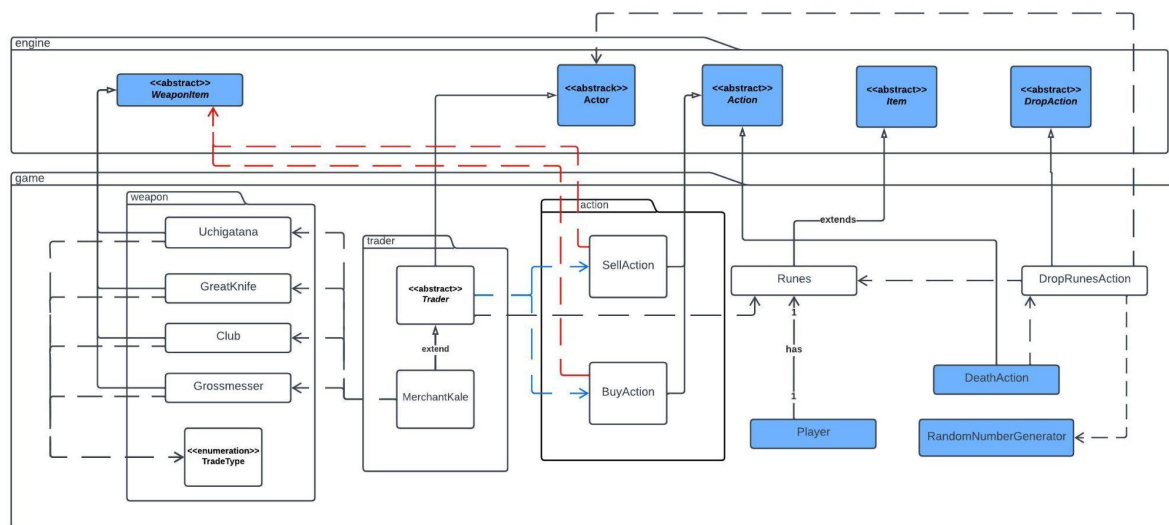 engine
<<abstract>>
WeaponItem
<<abstrack>>
Actor
<<abstract>>
Action
<<abstract>>
Item
<<abstract>>
DropAction
game
weapon
Uchigatana
GreatKnife
Club
Grossmesser
<<enumeration>>
TradeType
trader
<<abstract>>
Trader
extend
MerchantKale
action
SellAction
BuyAction
extends
Runes
1
has
1
Player
DropRunesAction
DeathAction
RandomNumberGenerator